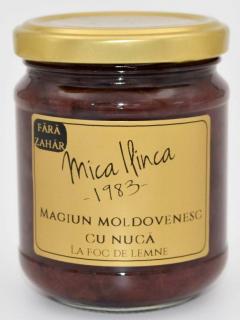 FĂRĂ
ZAHĂR
Mica Ilinca
-1983-
MAGIUN MOLDOVENESC
CU NUCĂ
LA FOC DE LEMNE